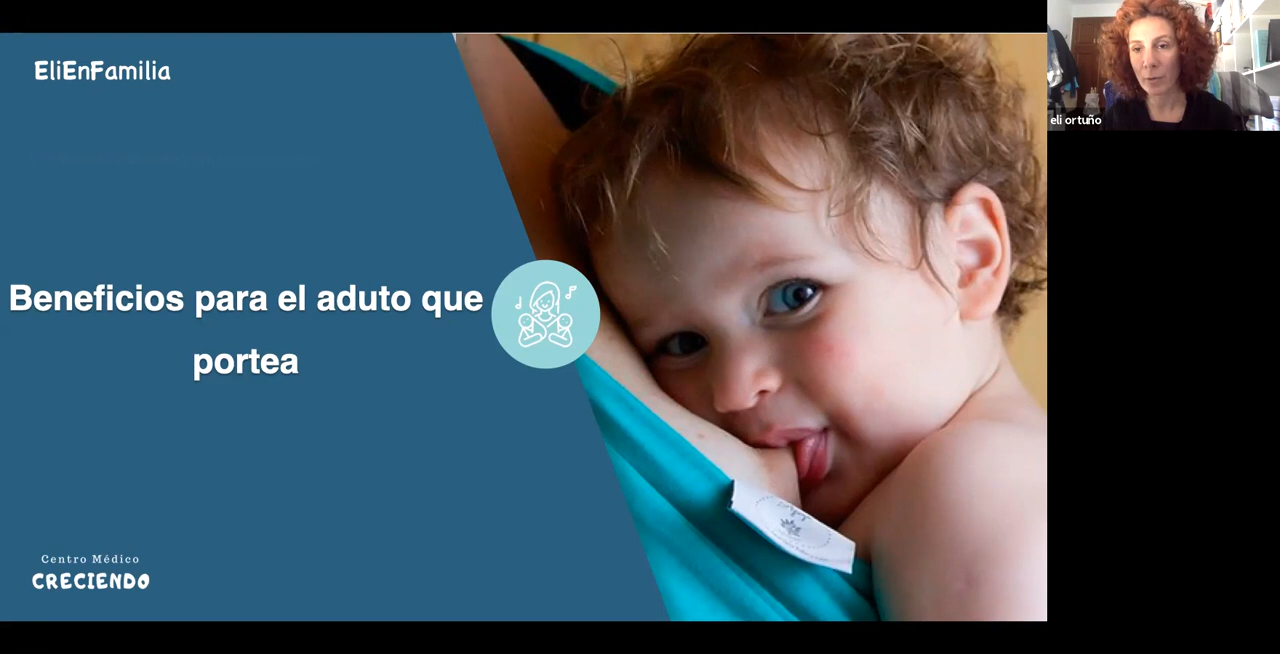 EliEnFamilia
Beneficios para el aduto que
portea
Centro Médico
CRECIENDO
eli ortuño